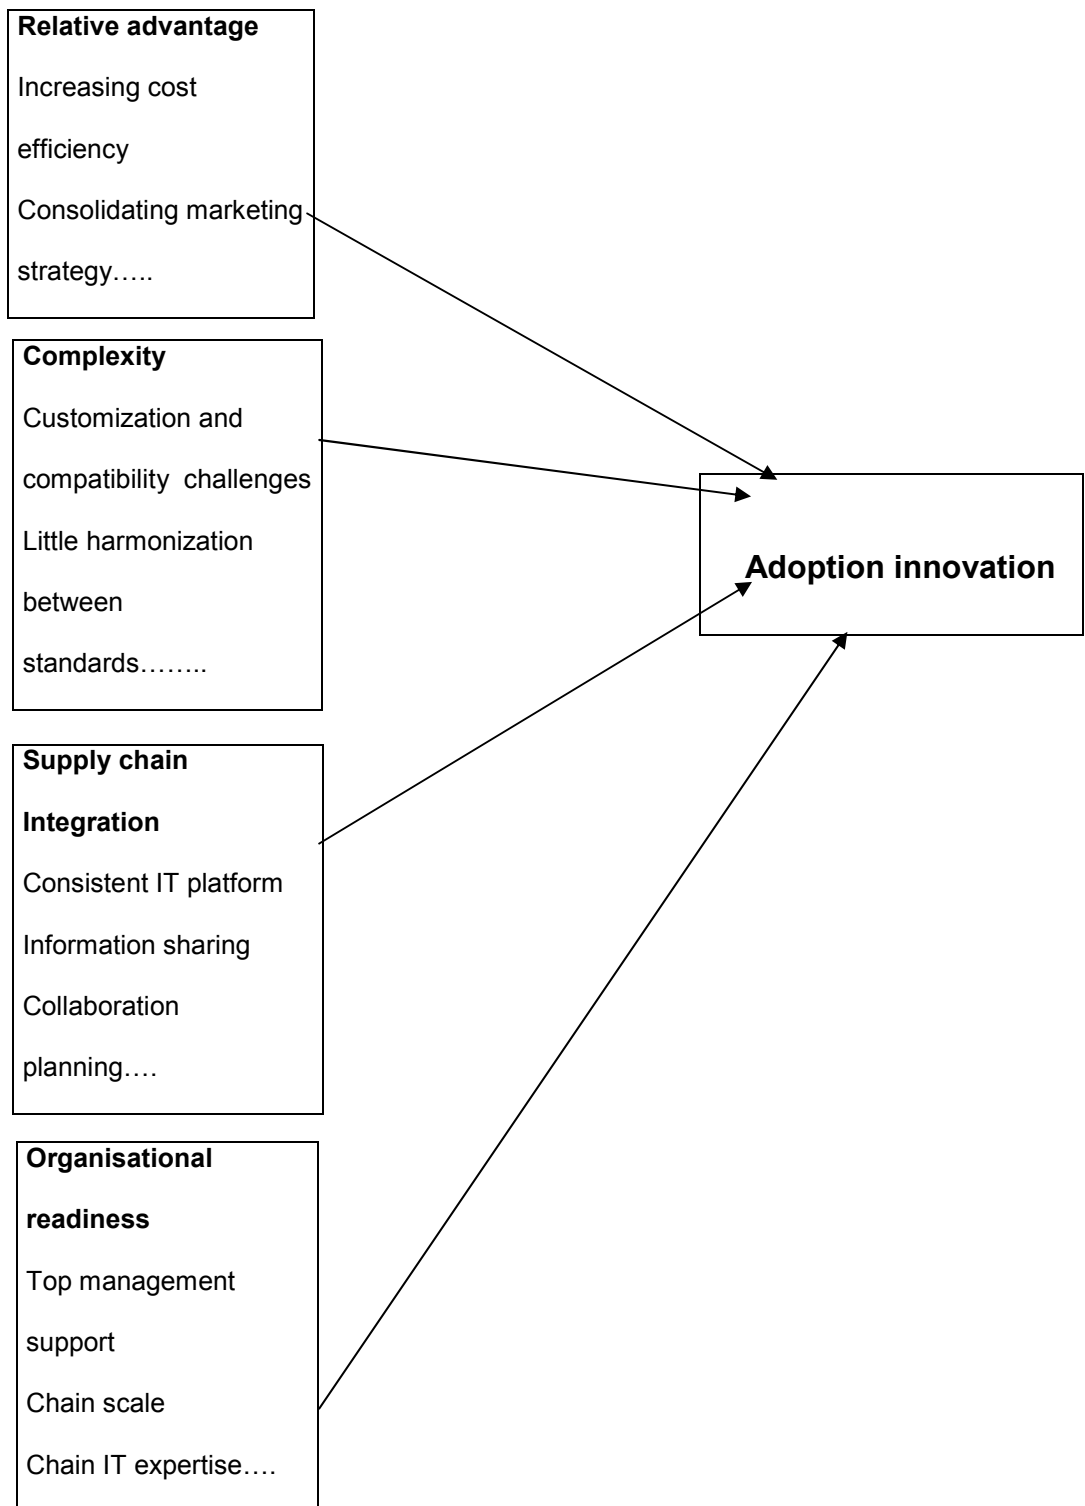 Relative advantage
Increasing cost
efficiency
Consolidating marketing
strategy…..
Complexity
Customization and
compatibility  challenges
Little harmonization
between
standards……..
Adoption innovation
Supply chain
Integration
Consistent IT platform
Information sharing
Collaboration
planning….
Organisational
readiness
Top management
support
Chain scale
Chain IT expertise….